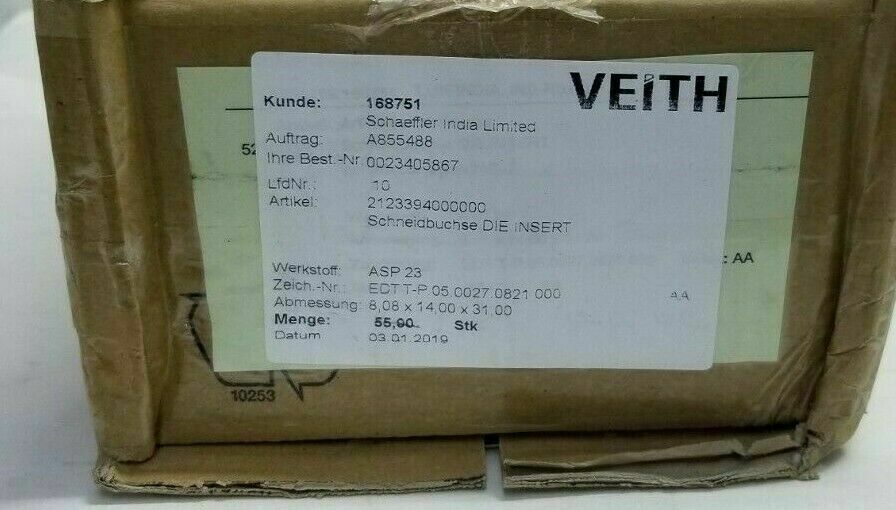 VEITH
Kunde: 168751
Schaeffler India Limited
Auftrag: A855488
Ihre Best.-Nr. 0023405867
52
LfdNr.: 10
Artikel: 2123394000000
Schneidbuchse DIE INSERT
: AA
Werkstoff: ASP 23
Zeich.-Nr.: EDTT-P.05.0027.0821.000 AA
Abmessung: 8,08 x 14,00 x 31,00
Menge: 55,00 Stk
Datum 03.01.2019
10253